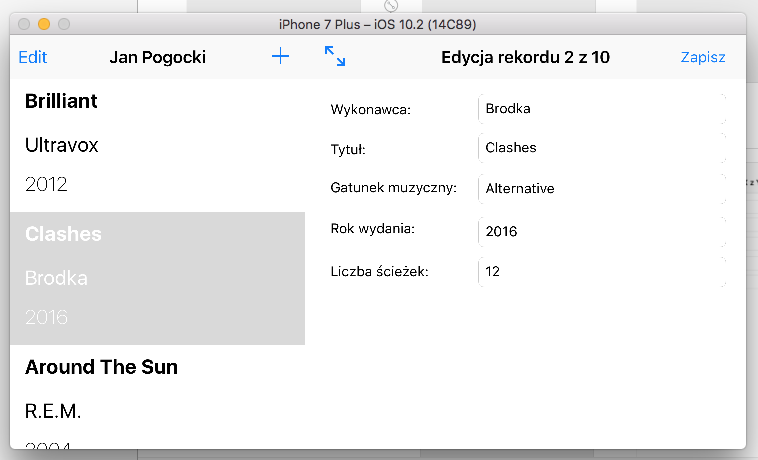 iPhone 7 Plus – iOS 10.2 (14C89)
Edit
Jan Pogocki
Edycja rekordu 2 z 10
Zapisz
Brilliant
Ultravox
2012
Clashes
Brodka
2016
Around The Sun
R.E.M.
2004
Wykonawca: Brodka
Tytuł: Clashes
Gatunek muzyczny: Alternative
Rok wydania: 2016
Liczba ścieżek: 12